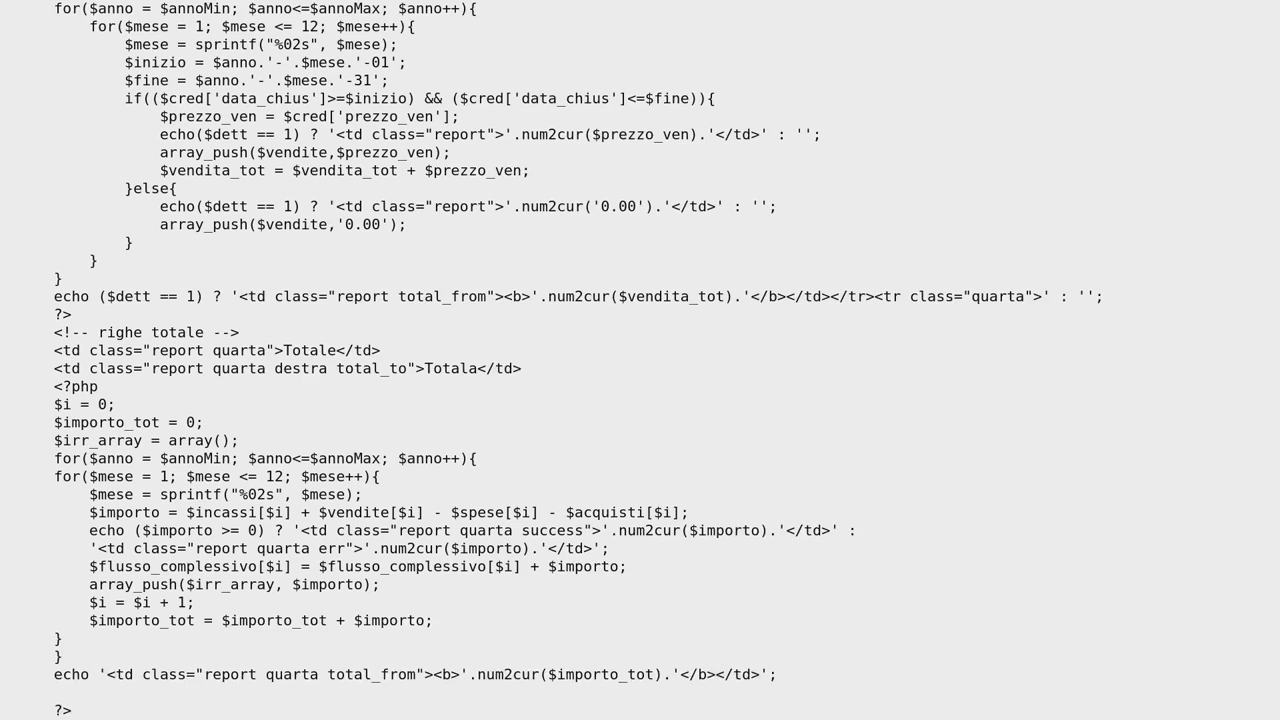 for($anno = $annoMin; $anno<=$annoMax; $anno++){
    for($mese = 1; $mese <= 12; $mese++){
        $mese = sprintf("%02s", $mese);
        $inizio = $anno.'-'.$mese.'-01';
        $fine = $anno.'-'.$mese.'-31';
        if(($cred['data_chius']>=$inizio) && ($cred['data_chius']<=$fine)){
            $prezzo_ven = $cred['prezzo_ven'];
            echo($dett == 1) ? '<td class="report">'.num2cur($prezzo_ven).'</td>' : '';
            array_push($vendite,$prezzo_ven);
            $vendita_tot = $vendita_tot + $prezzo_ven;
        }else{
            echo($dett == 1) ? '<td class="report">'.num2cur('0.00').'</td>' : '';
            array_push($vendite,'0.00');
        }
    }
}
echo ($dett == 1) ? '<td class="report total_from"><b>'.num2cur($vendita_tot).'</b></td></tr><tr class="quarta">' : '';
?>
<!-- righe totale -->
<td class="report quarta">Totale</td>
<td class="report quarta destra total_to">Totala</td>
<?php
$i = 0;
$importo_tot = 0;
$irr_array = array();
for($anno = $annoMin; $anno<=$annoMax; $anno++){
for($mese = 1; $mese <= 12; $mese++){
    $mese = sprintf("%02s", $mese);
    $importo = $incassi[$i] + $vendite[$i] - $spese[$i] - $acquisti[$i];
    echo ($importo >= 0) ? '<td class="report quarta success">'.num2cur($importo).'</td>' :
    '<td class="report quarta err">'.num2cur($importo).'</td>';
    $flusso_complessivo[$i] = $flusso_complessivo[$i] + $importo;
    array_push($irr_array, $importo);
    $i = $i + 1;
    $importo_tot = $importo_tot + $importo;
}
}
echo '<td class="report quarta total_from"><b>'.num2cur($importo_tot).'</b></td>';

?>